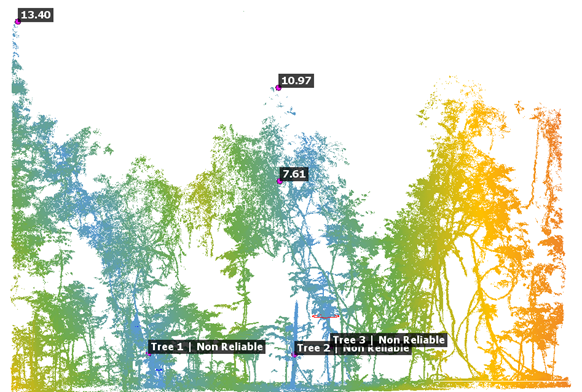 13.40
10.97
7.61
Tree 1 | Non Reliable
Tree 3 | Non Reliable
Tree 2 | Non Reliable